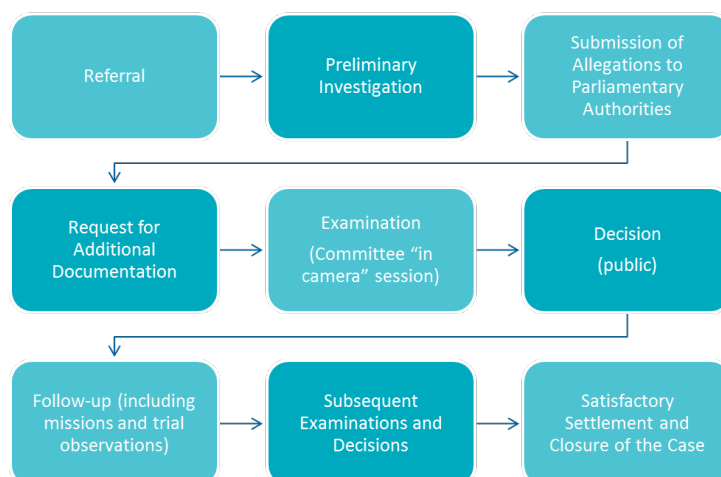 Referral
Preliminary
Investigation
Submission of
Allegations to
Parliamentary
Authorities
Request for
Additional
Documentation
Examination
(Committee “in
camera” session)
Decision
(public)
Follow-up (including
missions and trial
observations)
Subsequent
Examinations and
Decisions
Satisfactory
Settlement and
Closure of the Case